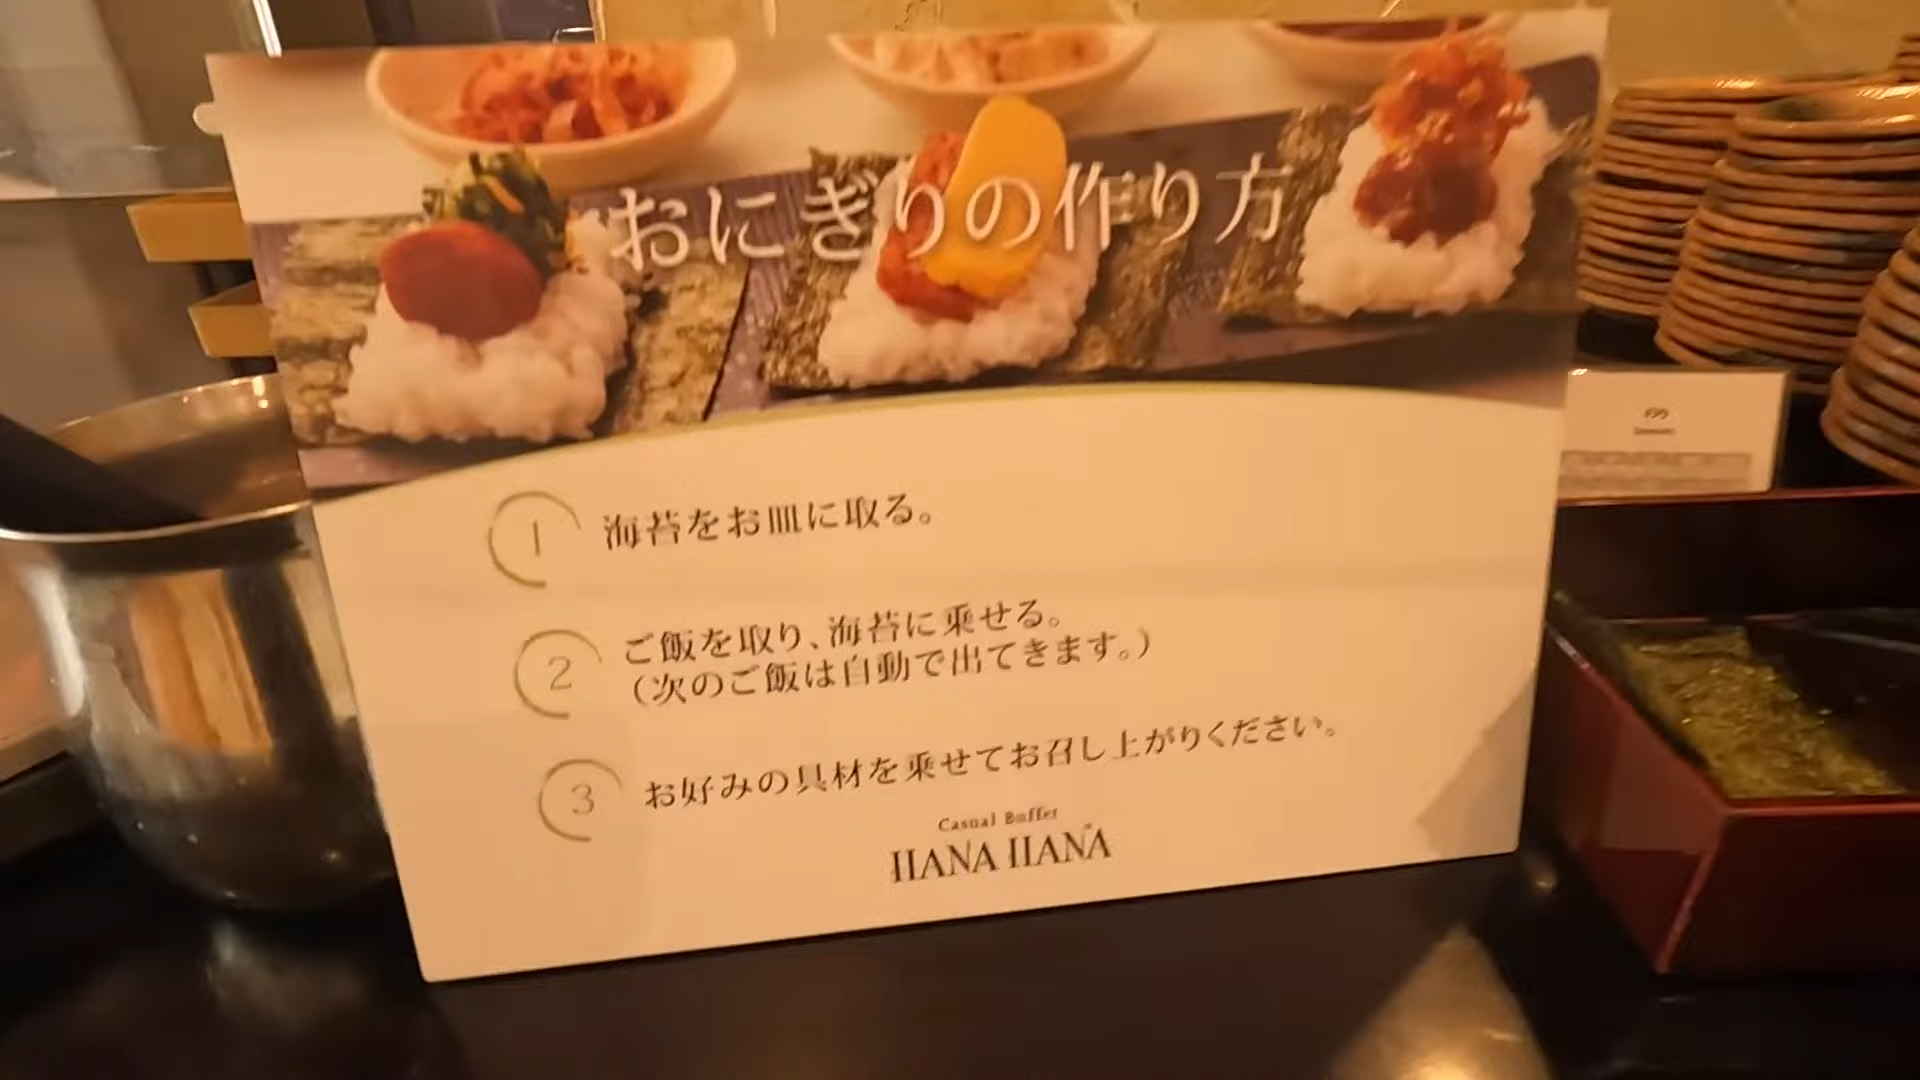 おにぎりの作り方
1 海苔をお皿に取る。
2 ご飯を取り、海苔に乗せる。
(次のご飯は自動で出てきます。)
3 お好みの具材を乗せてお召し上がりください。
Casual Buffet
HANA HANA